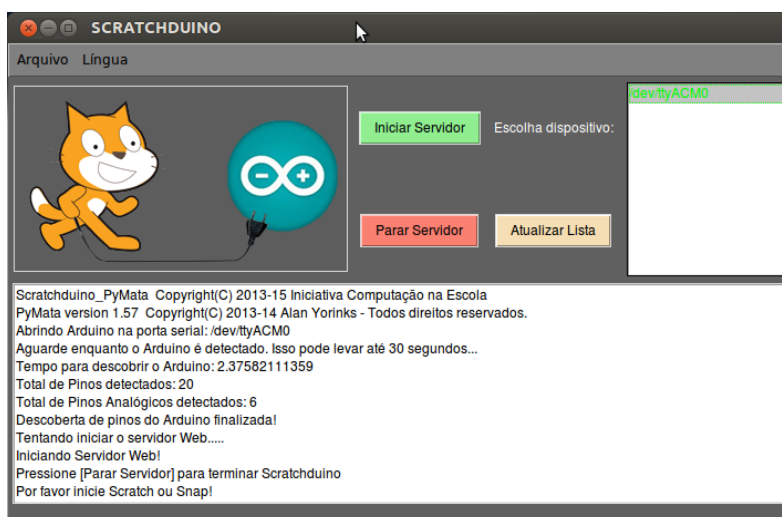 SCRATCHDUINO
Arquivo Língua
Iniciar Servidor
Escolha dispositivo:
/dev/ttyACM0
Parar Servidor
Atualizar Lista
Scratchduino_PyMata Copyright(C) 2013-15 Iniciativa Computação na Escola
PyMata version 1.57 Copyright(C) 2013-14 Alan Yorinks - Todos direitos reservados.
Abrindo Arduino na porta serial: /dev/ttyACM0
Aguarde enquanto o Arduino é detectado. Isso pode levar até 30 segundos...
Tempo para descobrir o Arduino: 2.37582111359
Total de Pinos detectados: 20
Total de Pinos Analógicos detectados: 6
Descoberta de pinos do Arduino finalizada!
Tentando iniciar o servidor Web.....
Iniciando Servidor Web!
Pressione [Parar Servidor] para terminar Scratchduino
Por favor inicie Scratch ou Snap!